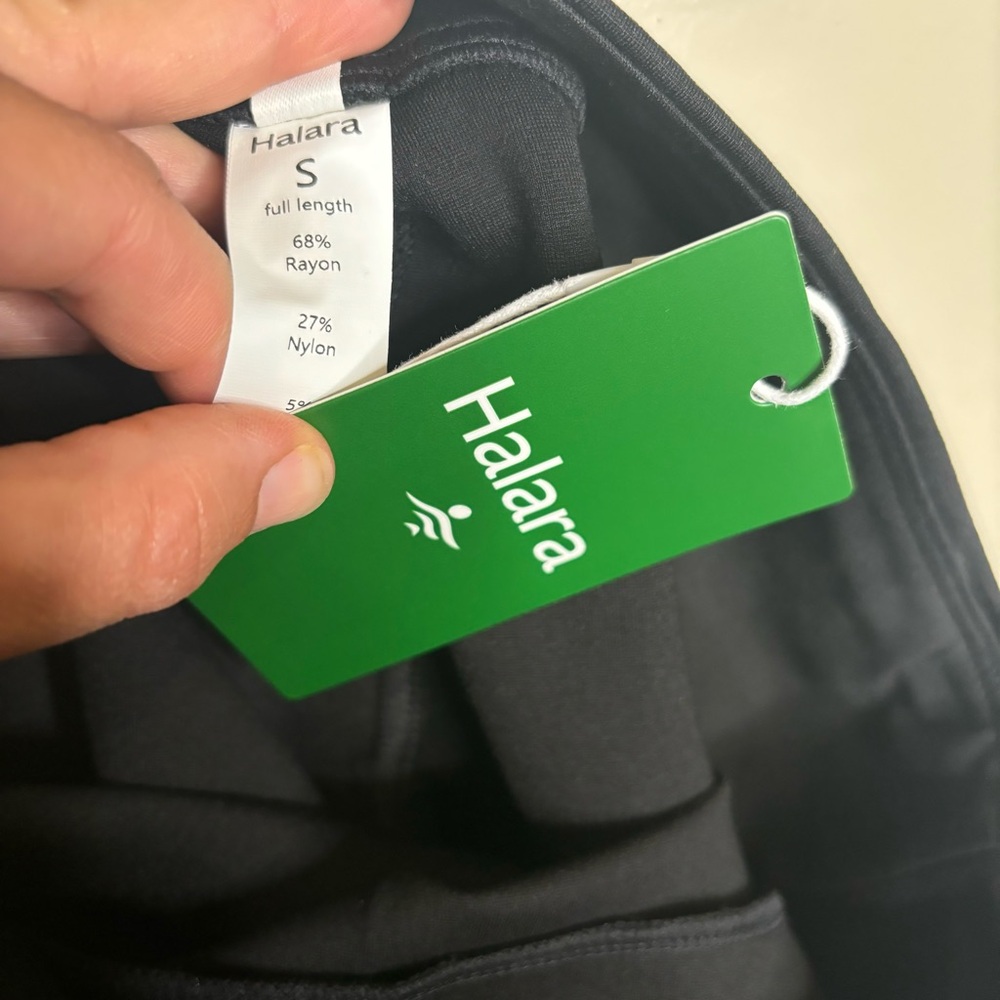 Halara
S
full length
68%
Rayon
27%
Nylon
Halara